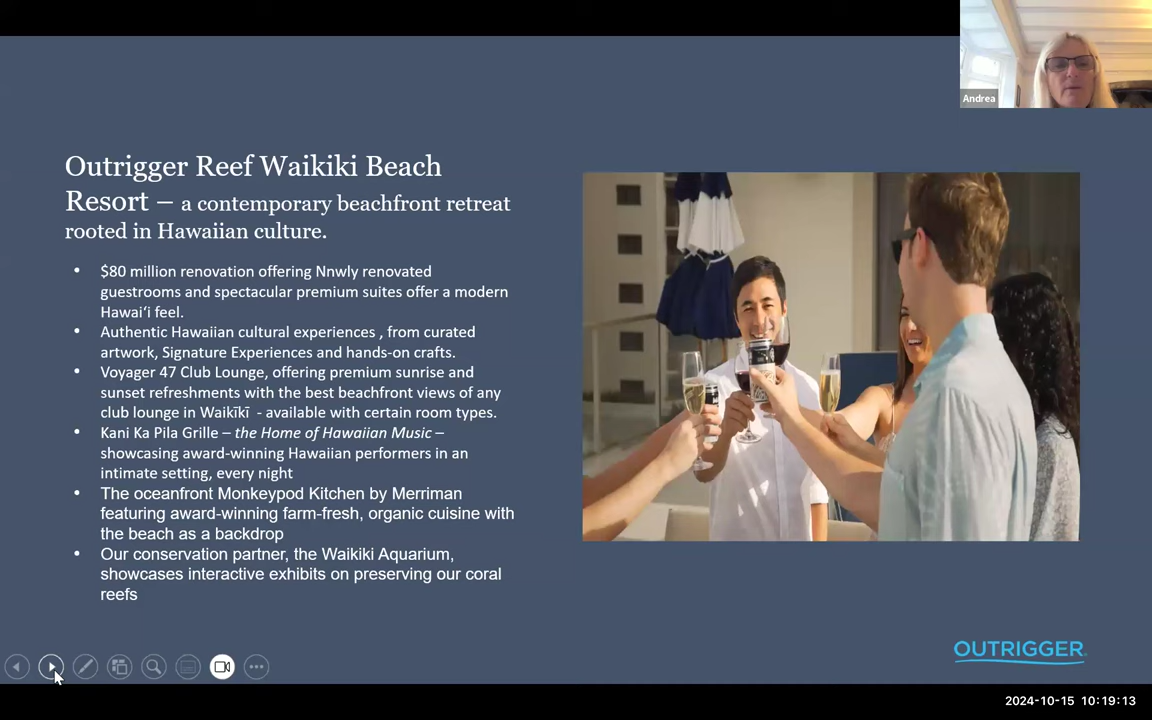 Andrea
Outrigger Reef Waikiki Beach
Resort – a contemporary beachfront retreat
rooted in Hawaiian culture.
• $80 million renovation offering Nnwly renovated
guestrooms and spectacular premium suites offer a modern
Hawai‘i feel.
• Authentic Hawaiian cultural experiences , from curated
artwork, Signature Experiences and hands-on crafts.
• Voyager 47 Club Lounge, offering premium sunrise and
sunset refreshments with the best beachfront views of any
club lounge in Waikīkī - available with certain room types.
• Kani Ka Pila Grille – the Home of Hawaiian Music –
showcasing award-winning Hawaiian performers in an
intimate setting, every night
• The oceanfront Monkeypod Kitchen by Merriman
featuring award-winning farm-fresh, organic cuisine with
the beach as a backdrop
• Our conservation partner, the Waikiki Aquarium,
showcases interactive exhibits on preserving our coral
reefs
OUTRIGGER.
2024-10-15 10:19:13